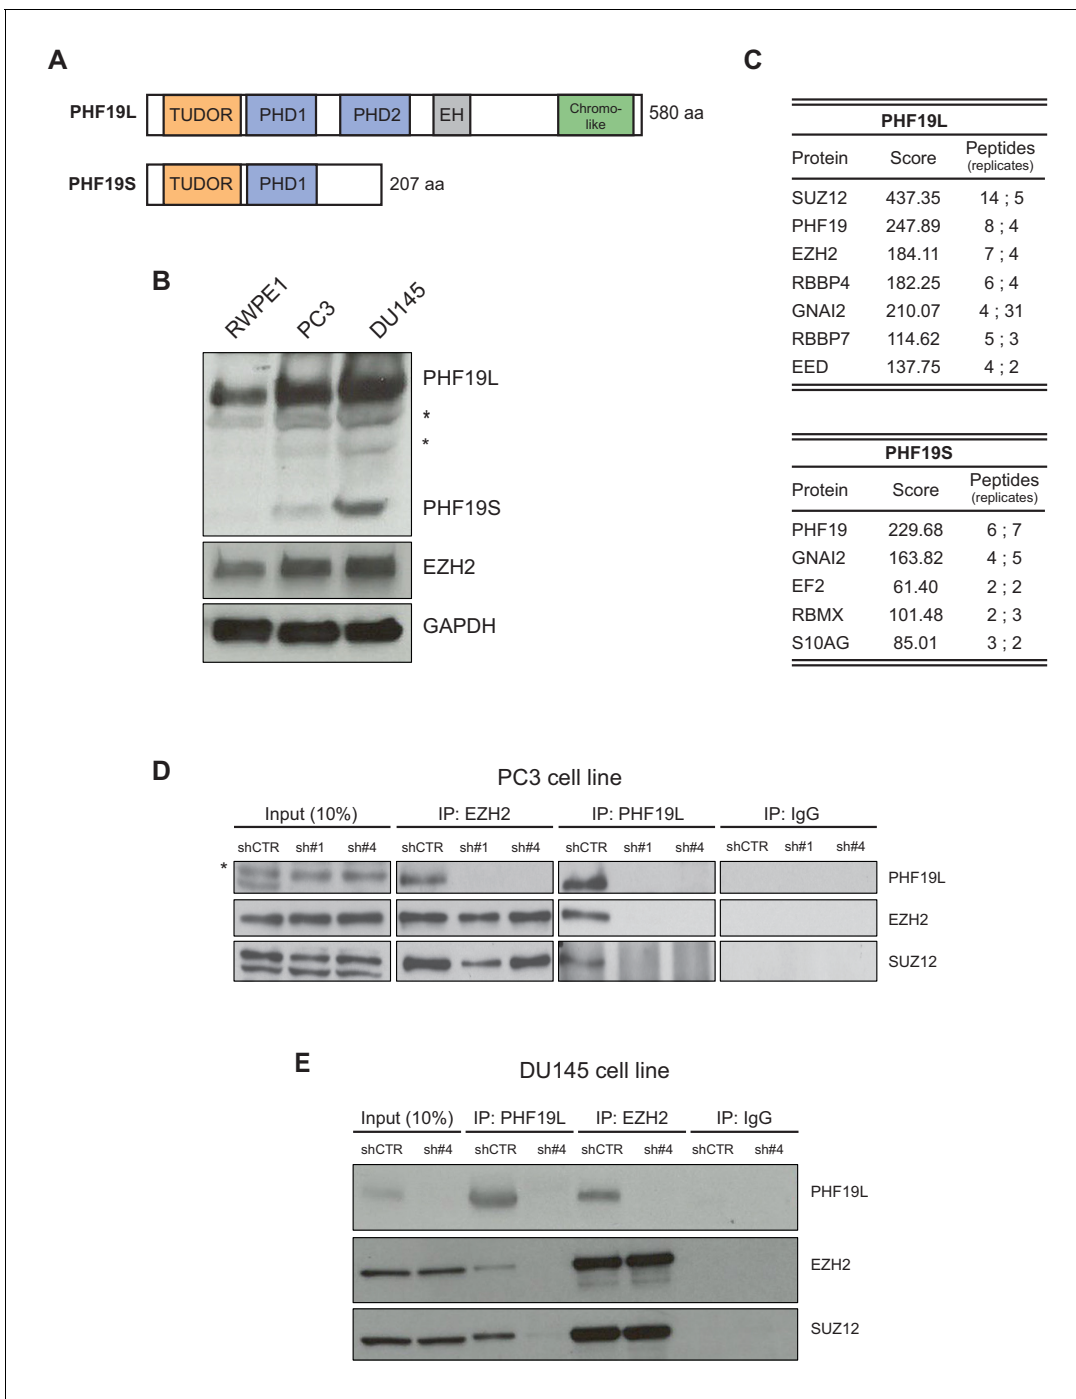 A
PHF19L
TUDOR
PHD1
PHD2
EH
Chromo-
like
580 aa
PHF19S
TUDOR
PHD1
207 aa
B
RWPE1
PC3
DU145
PHF19L
*
*
PHF19S
EZH2
GAPDH
C
PHF19L
Protein Score Peptides
(replicates)
SUZ12 437.35 14 ; 5
PHF19 247.89 8 ; 4
EZH2 184.11 7 ; 4
RBBP4 182.25 6 ; 4
GNAI2 210.07 4 ; 31
RBBP7 114.62 5 ; 3
EED 137.75 4 ; 2
PHF19S
Protein Score Peptides
(replicates)
PHF19 229.68 6 ; 7
GNAI2 163.82 4 ; 5
EF2 61.40 2 ; 2
RBMX 101.48 2 ; 3
S10AG 85.01 3 ; 2
D
PC3 cell line
Input (10%) IP: EZH2 IP: PHF19L IP: IgG
shCTR sh#1 sh#4 shCTR sh#1 sh#4 shCTR sh#1 sh#4 shCTR sh#1 sh#4
*
PHF19L
EZH2
SUZ12
E
DU145 cell line
Input (10%) IP: PHF19L IP: EZH2 IP: IgG
shCTR sh#4 shCTR sh#4 shCTR sh#4 shCTR sh#4
PHF19L
EZH2
SUZ12